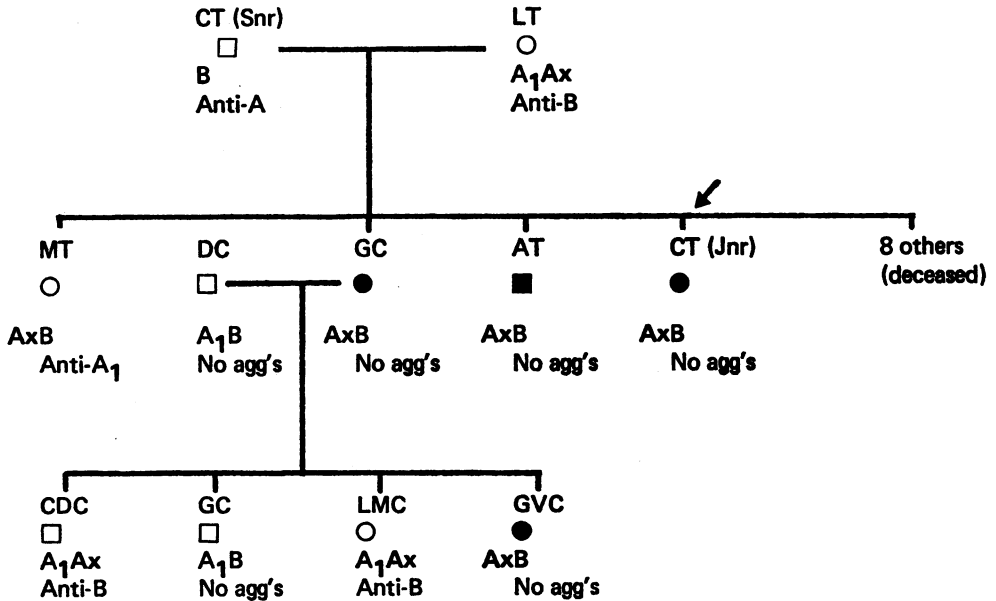 CT (Snr) LT
B A₁Ax
Anti-A Anti-B
MT DC GC AT CT (Jnr) 8 others
(deceased)
AxB A₁B AxB AxB AxB
Anti-A₁ No agg's No agg's No agg's No agg's
CDC GC LMC GVC
A₁Ax A₁B A₁Ax AxB
Anti-B No agg's Anti-B No agg's